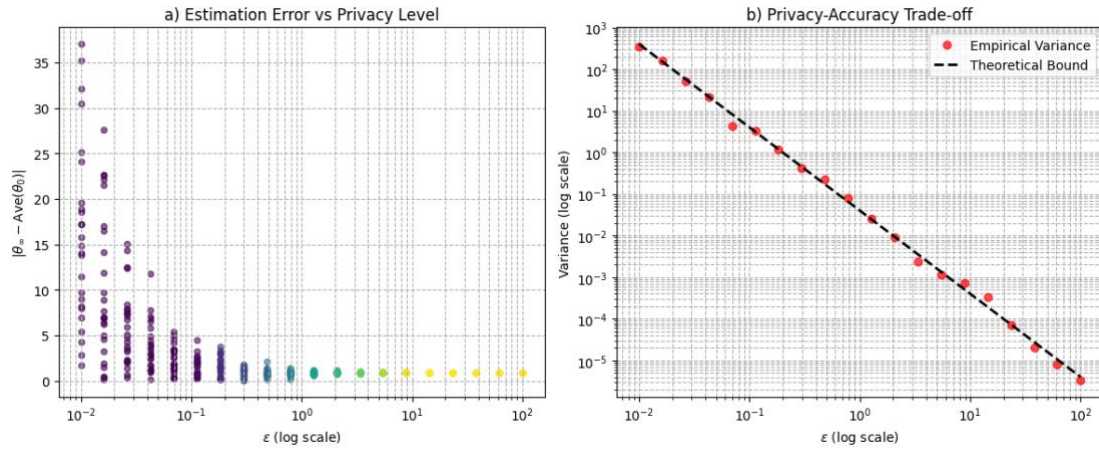 a) Estimation Error vs Privacy Level
|θ∞ − Ave(θ₀)|
35
30
25
20
15
10
5
0
10⁻² 10⁻¹ 10⁰ 10¹ 10²
ε (log scale)
b) Privacy-Accuracy Trade-off
Empirical Variance
Theoretical Bound
Variance (log scale)
10³
10²
10¹
10⁰
10⁻¹
10⁻²
10⁻³
10⁻⁴
10⁻⁵
10⁻² 10⁻¹ 10⁰ 10¹ 10²
ε (log scale)